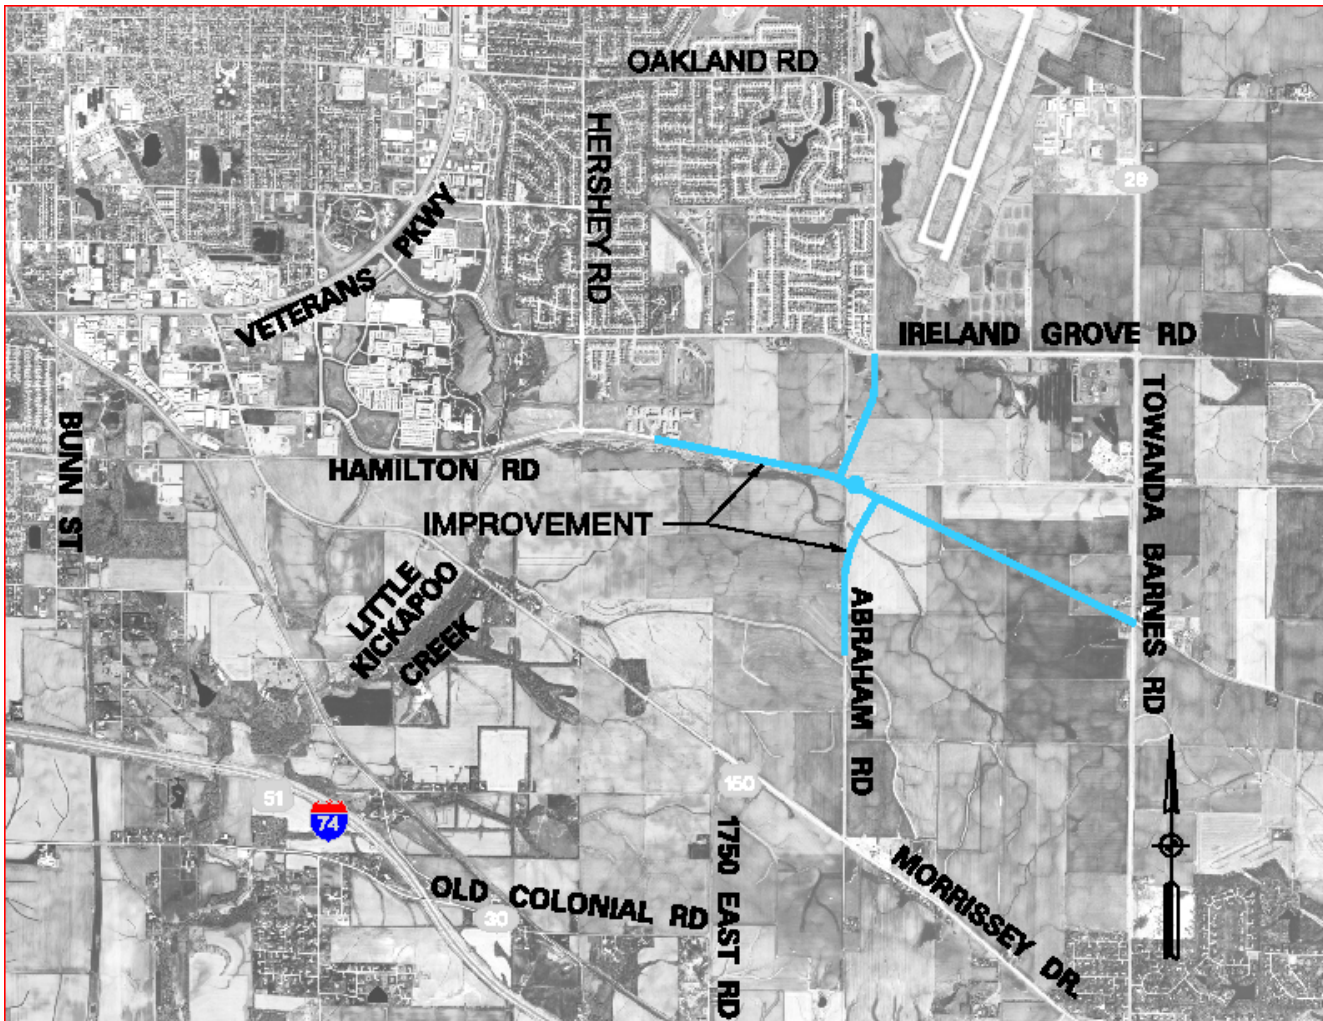 OAKLAND RD
HERSHEY RD
28
VETERANS PKWY
IRELAND GROVE RD
TOWANDA BARNES RD
BUNN ST
HAMILTON RD
IMPROVEMENT
LITTLE
KICKAPOO
CREEK
ABRAHAM RD
150
51
74
1750 EAST RD
MORRISSEY DR.
OLD COLONIAL RD
30